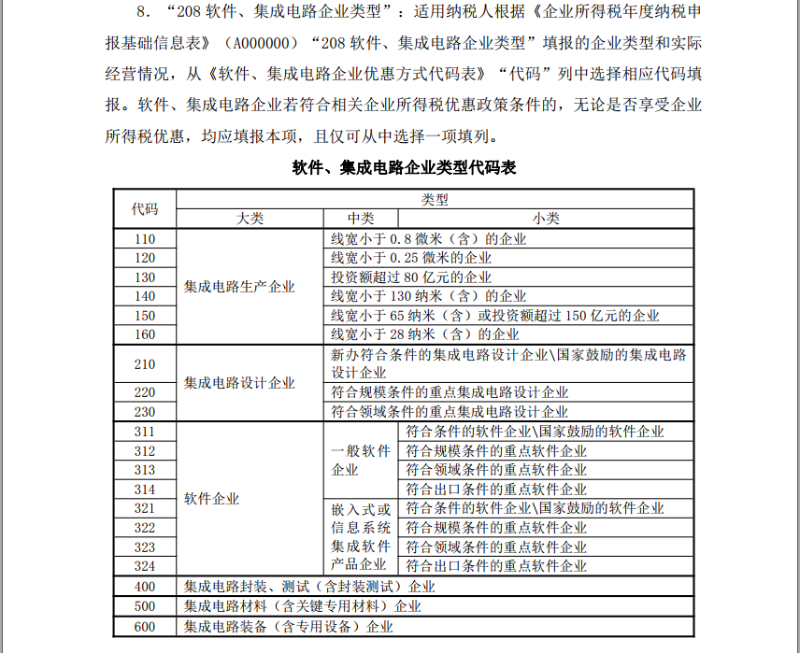 8．“208 软件、集成电路企业类型”：适用纳税人根据《企业所得税年度纳税申
报基础信息表》（A000000）“208 软件、集成电路企业类型”填报的企业类型和实际
经营情况，从《软件、集成电路企业优惠方式代码表》“代码”列中选择相应代码填
报。软件、集成电路企业若符合相关企业所得税优惠政策条件的，无论是否享受企业
所得税优惠，均应填报本项，且仅可从中选择一项填列。
软件、集成电路企业类型代码表
代码 类型
大类 中类 小类
110 集成电路生产企业 线宽小于 0.8 微米（含）的企业
120 线宽小于 0.25 微米的企业
130 投资额超过 80 亿元的企业
140 线宽小于 130 纳米（含）的企业
150 线宽小于 65 纳米（含）或投资额超过 150 亿元的企业
160 线宽小于 28 纳米（含）的企业
210 集成电路设计企业 新办符合条件的集成电路设计企业\国家鼓励的集成电路
设计企业
220 符合规模条件的重点集成电路设计企业
230 符合领域条件的重点集成电路设计企业
311 软件企业 一般软件 符合条件的软件企业\国家鼓励的软件企业
312 企业 符合规模条件的重点软件企业
313 符合领域条件的重点软件企业
314 符合出口条件的重点软件企业
321 嵌入式或 符合条件的软件企业\国家鼓励的软件企业
322 信息系统 符合规模条件的重点软件企业
323 集成软件 符合领域条件的重点软件企业
324 产品企业 符合出口条件的重点软件企业
400 集成电路封装、测试（含封装测试）企业
500 集成电路材料（含关键专用材料）企业
600 集成电路装备（含专用设备）企业